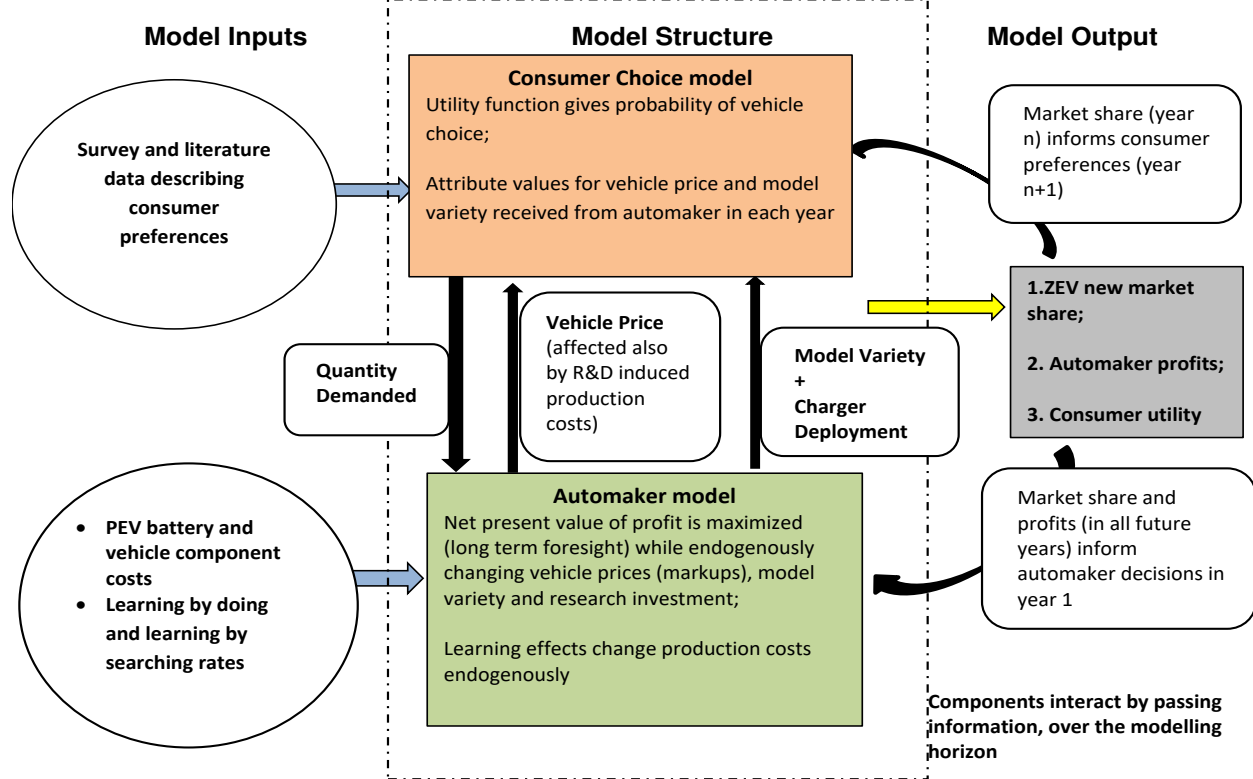 Model Inputs
Model Structure
Model Output
Survey and literature
data describing
consumer
preferences
Consumer Choice model
Utility function gives probability of vehicle
choice;
Attribute values for vehicle price and model
variety received from automaker in each year
Market share (year
n) informs consumer
preferences (year
n+1)
Quantity
Demanded
Vehicle Price
(affected also
by R&D induced
production
costs)
Model Variety
+
Charger
Deployment
1.ZEV new market
share;
2. Automaker profits;
3. Consumer utility
• PEV battery and
vehicle component
costs
• Learning by doing
and learning by
searching rates
Automaker model
Net present value of profit is maximized
(long term foresight) while endogenously
changing vehicle prices (markups), model
variety and research investment;
Learning effects change production costs
endogenously
Market share and
profits (in all future
years) inform
automaker decisions in
year 1
Components interact by passing
information, over the modelling
horizon